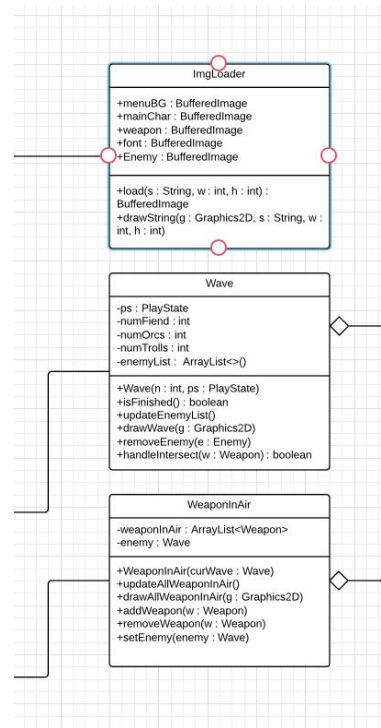 ImgLoader
+menuBG : BufferedImage
+mainChar : BufferedImage
+weapon : BufferedImage
+font : BufferedImage
+Enemy : BufferedImage
+load(s : String, w : int, h : int) :
BufferedImage
+drawString(g : Graphics2D, s : String, w :
int, h : int)
Wave
-ps : PlayState
-numFiend : int
-numOrcs : int
-numTrolls : int
-enemyList : ArrayList<>()
+Wave(n : int, ps : PlayState)
+isFinished() : boolean
+updateEnemyList()
+drawWave(g : Graphics2D)
+removeEnemy(e : Enemy)
+handleIntersect(w : Weapon) : boolean
WeaponInAir
-weaponInAir : ArrayList<Weapon>
-enemy : Wave
+WeaponInAir(curWave : Wave)
+updateAllWeaponInAir()
+drawAllWeaponInAir(g : Graphics2D)
+addWeapon(w : Weapon)
+removeWeapon(w : Weapon)
+setEnemy(enemy : Wave)